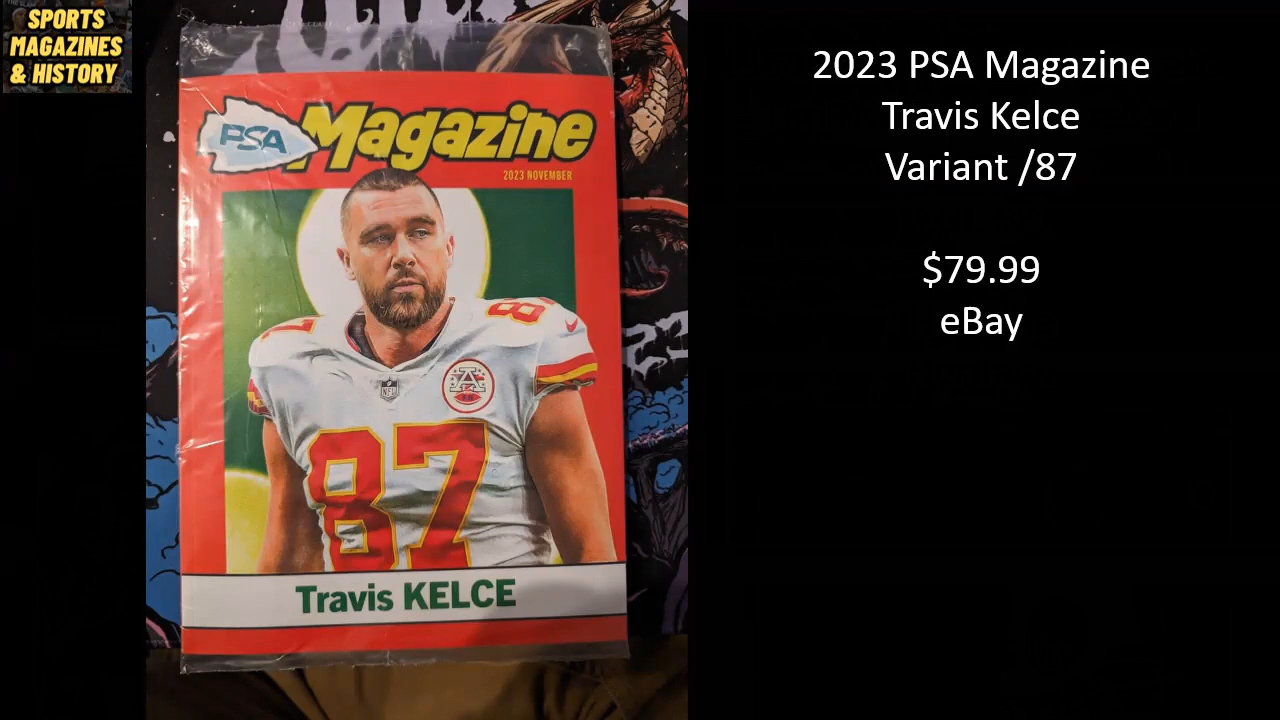 SPORTS
MAGAZINES
& HISTORY
PSA Magazine
2023 NOVEMBER
87
87
NFL
87
Travis KELCE
2023 PSA Magazine
Travis Kelce
Variant /87
$79.99
eBay